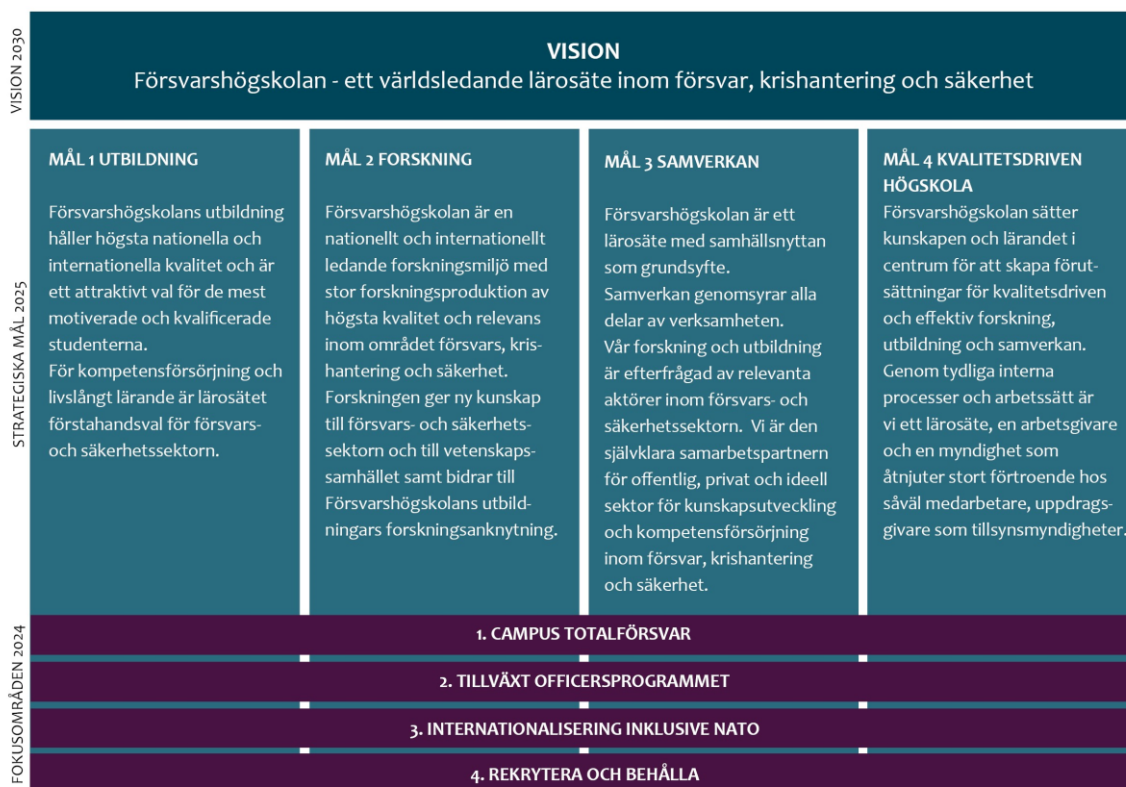 VISION 2030
VISION
Försvarshögskolan - ett världsledande lärosäte inom försvar, krishantering och säkerhet
STRATEGISKA MÅL 2025
MÅL 1 UTBILDNING
Försvarshögskolans utbildning
håller högsta nationella och
internationella kvalitet och är
ett attraktivt val för de mest
motiverade och kvalificerade
studenterna.
För kompetensförsörjning och
livslångt lärande är lärosätet
förstahandsval för försvars-
och säkerhetssektorn.
MÅL 2 FORSKNING
Försvarshögskolan är en
nationellt och internationellt
ledande forskningsmiljö med
stor forskningsproduktion av
högsta kvalitet och relevans
inom området försvars, kris-
hantering och säkerhet.
Forskningen ger ny kunskap
till försvars- och säkerhets-
sektorn och till vetenskaps-
samhället samt bidrar till
Försvarshögskolans utbild-
ningars forskningsanknytning.
MÅL 3 SAMVERKAN
Försvarshögskolan är ett
lärosäte med samhällsnyttan
som grundsyfte.
Samverkan genomsyrar alla
delar av verksamheten.
Vår forskning och utbildning
är efterfrågad av relevanta
aktörer inom försvars- och
säkerhetssektorn. Vi är den
självklara samarbetspartnern
för offentlig, privat och ideell
sektor för kunskapsutveckling
och kompetensförsörjning
inom försvar, krishantering
och säkerhet.
MÅL 4 KVALITETSDRIVEN
HÖGSKOLA
Försvarshögskolan sätter
kunskapen och lärandet i
centrum för att skapa förut-
sättningar för kvalitetsdriven
och effektiv forskning,
utbildning och samverkan.
Genom tydliga interna
processer och arbetssätt är
vi ett lärosäte, en arbetsgivare
och en myndighet som
åtnjuter stort förtroende hos
såväl medarbetare, uppdrags-
givare som tillsynsmyndigheter.
FOKUSOMRÅDEN 2024
1. CAMPUS TOTALFÖRSVAR
2. TILLVÄXT OFFICERSPROGRAMMET
3. INTERNATIONALISERING INKLUSIVE NATO
4. REKRYTERA OCH BEHÅLLA